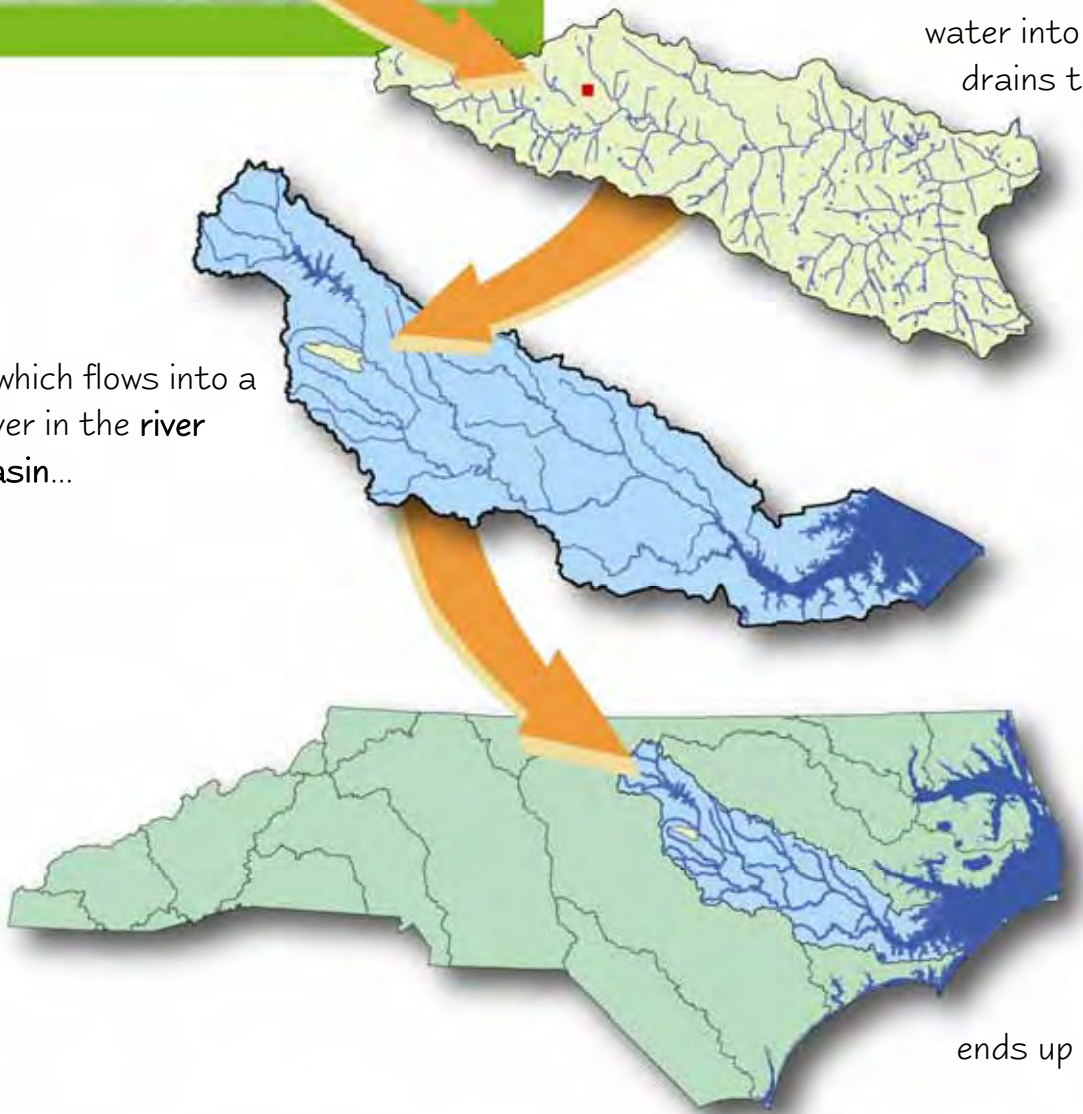 water into
drains t
which flows into a
ver in the river
asin...
ends up